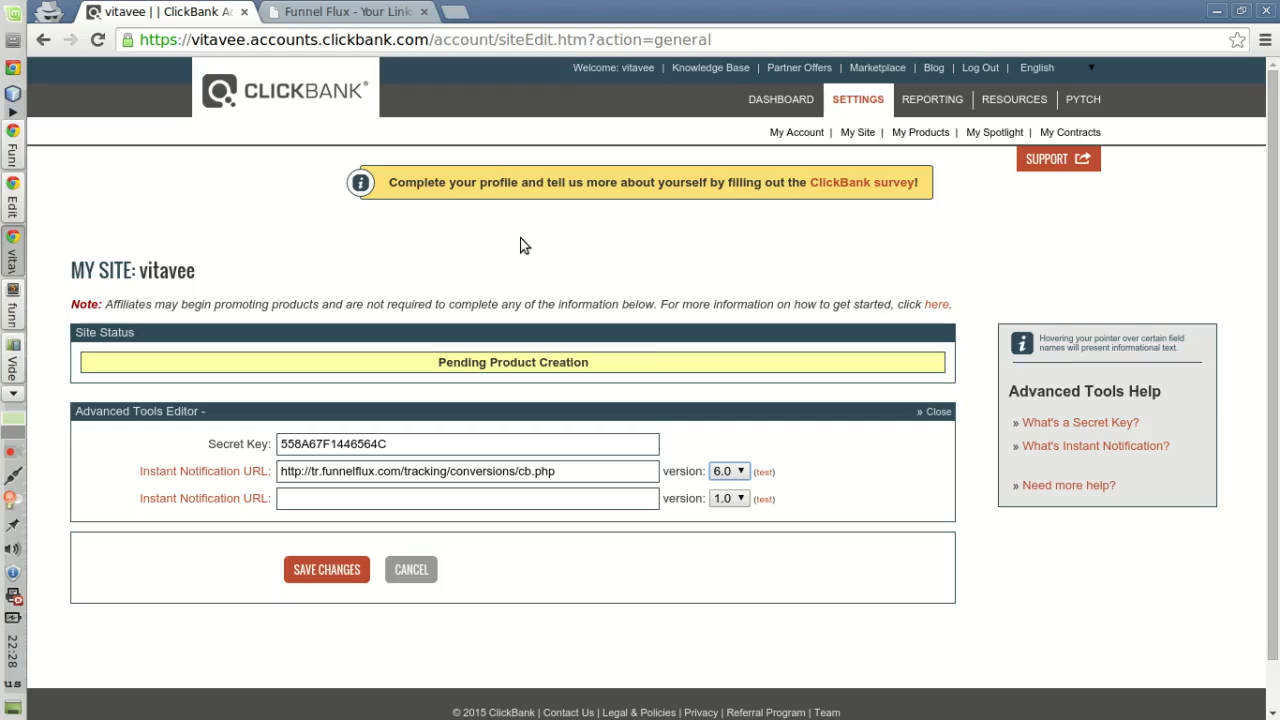 vitavee | | ClickBank Ac
Funnel Flux - Your Link
https://vitavee.accounts.clickbank.com/account/siteEdit.htm?action=general
Welcome: vitavee | Knowledge Base | Partner Offers | Marketplace | Blog | Log Out | English
CLICKBANK®
DASHBOARD SETTINGS REPORTING RESOURCES PYTCH
My Account | My Site | My Products | My Spotlight | My Contracts
SUPPORT
Complete your profile and tell us more about yourself by filling out the ClickBank survey!
MY SITE: vitavee
Note: Affiliates may begin promoting products and are not required to complete any of the information below. For more information on how to get started, click here.
Site Status
Pending Product Creation
Hovering your pointer over certain field
names will present informational text.
Advanced Tools Help
» What's a Secret Key?
» What's Instant Notification?
» Need more help?
Advanced Tools Editor -
» Close
Secret Key: 558A67F1446564C
Instant Notification URL: http://tr.funnelflux.com/tracking/conversions/cb.php version: 6.0 (test)
Instant Notification URL: version: 1.0 (test)
SAVE CHANGES CANCEL
© 2015 ClickBank | Contact Us | Legal & Policies | Privacy | Referral Program | Team
Funr
Edit
vitav
funn
Vide
22:28
us